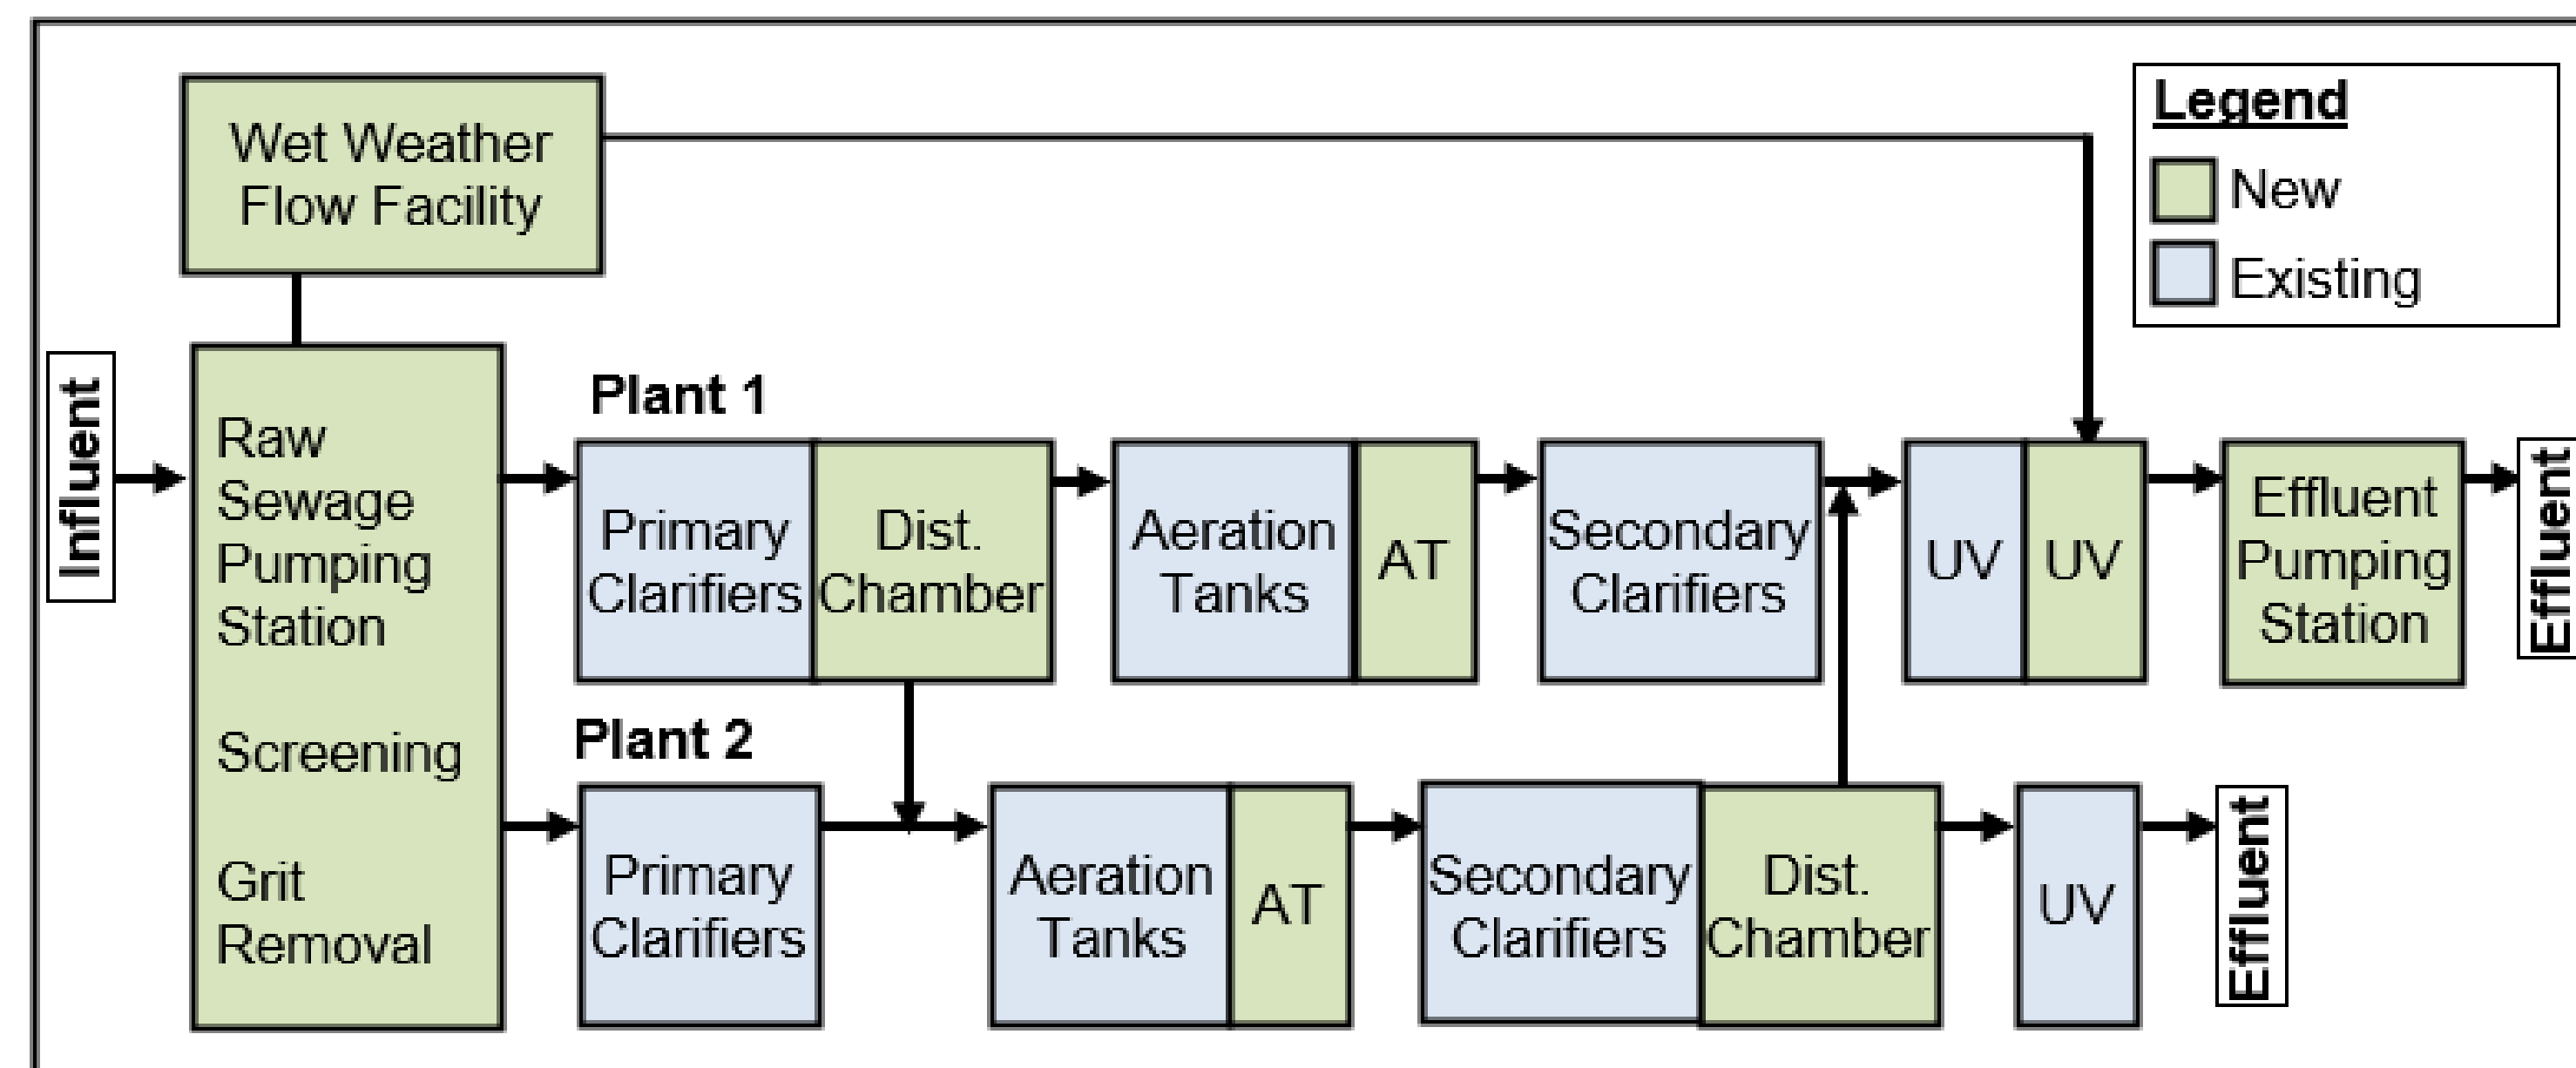 Wet Weather
Flow Facility
Legend
New
Existing
Influent
Raw
Sewage
Pumping
Station
Screening
Grit
Removal
Plant 1
Primary
Clarifiers
Dist.
Chamber
Aeration
Tanks
AT
Secondary
Clarifiers
UV
UV
Effluent
Pumping
Station
Effluent
Plant 2
Primary
Clarifiers
Aeration
Tanks
AT
Secondary
Clarifiers
Dist.
Chamber
UV
Effluent